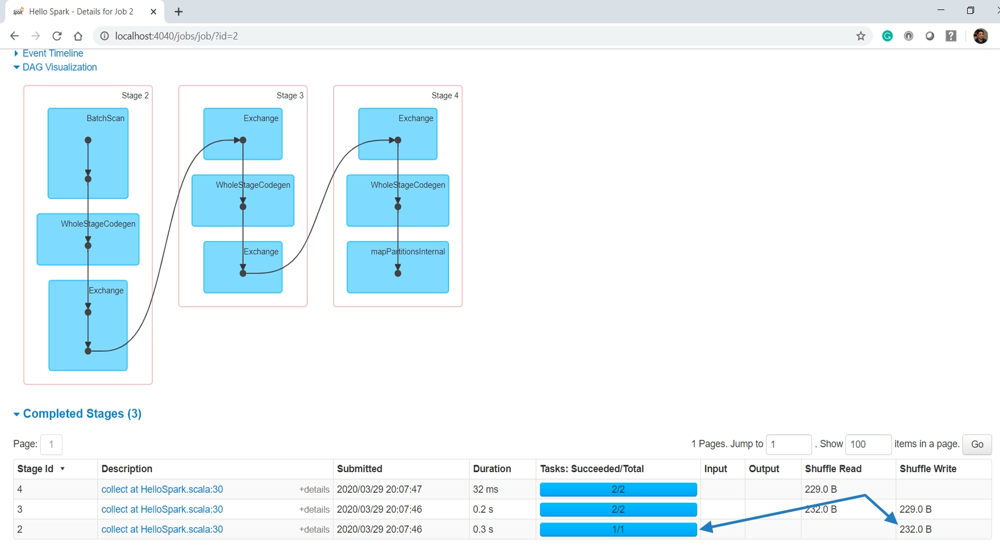 Hello Spark - Details for Job 2
localhost:4040/jobs/job/?id=2
Event Timeline
DAG Visualization
Stage 2
Stage 3
Stage 4
BatchScan
Exchange
Exchange
WholeStageCodegen
WholeStageCodegen
WholeStageCodegen
Exchange
mapPartitionsInternal
Exchange
Completed Stages (3)
Page: 1
1 Pages. Jump to 1 . Show 100 items in a page. Go
Stage Id Description Submitted Duration Tasks: Succeeded/Total Input Output Shuffle Read Shuffle Write
4 collect at HelloSpark.scala:30 +details 2020/03/29 20:07:47 32 ms 2/2 229.0 B
3 collect at HelloSpark.scala:30 +details 2020/03/29 20:07:46 0.2 s 2/2 232.0 B 229.0 B
2 collect at HelloSpark.scala:30 +details 2020/03/29 20:07:46 0.3 s 1/1 232.0 B